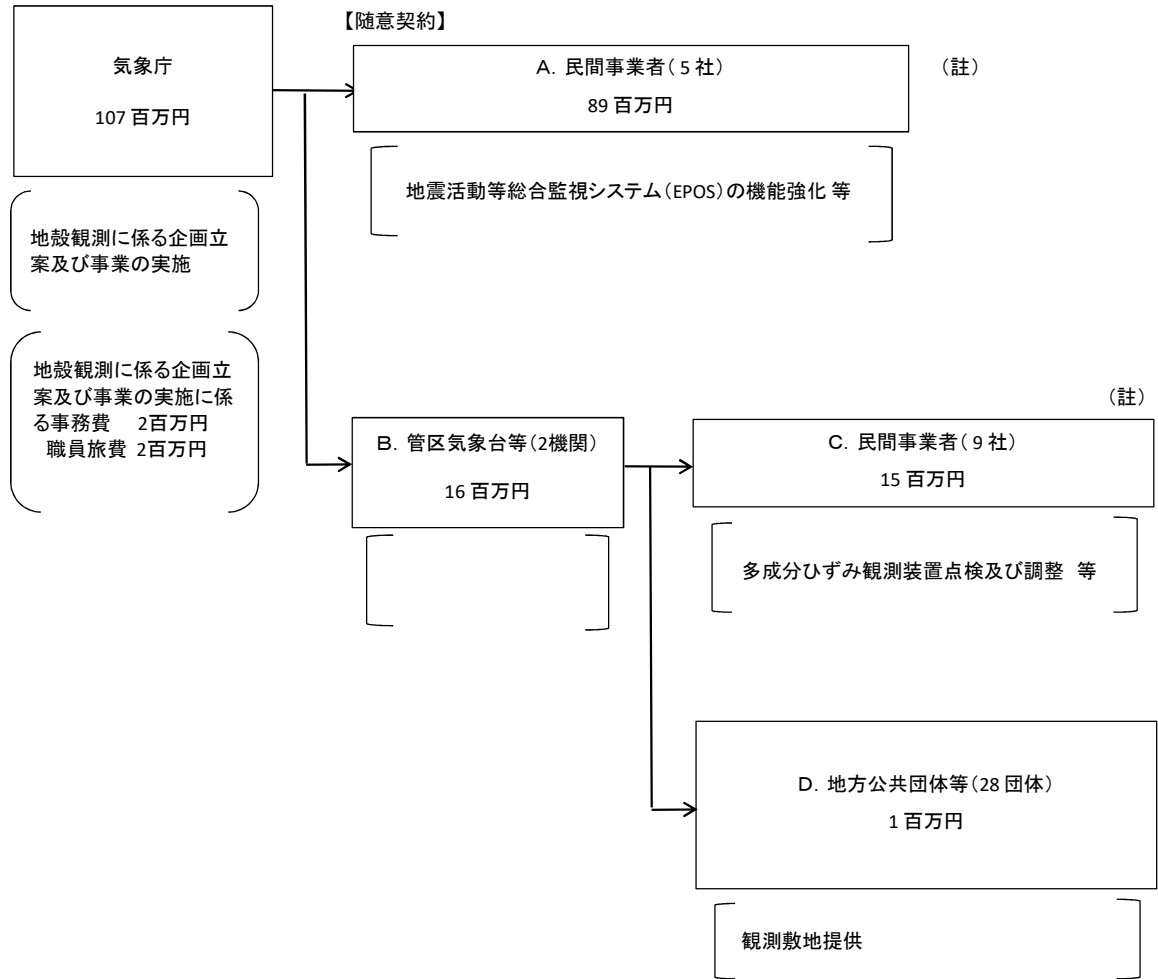 気象庁
107 百万円
地殻観測に係る企画立
案及び事業の実施
地殻観測に係る企画立
案及び事業の実施に係
る事務費　2百万円
職員旅費 2百万円
【随意契約】
A. 民間事業者(5社)
89 百万円
(註)
地震活動等総合監視システム(EPOS)の機能強化 等
B. 管区気象台等(2機関)
16 百万円
(註)
C. 民間事業者(9社)
15 百万円
多成分ひずみ観測装置点検及び調整 等
D. 地方公共団体等(28団体)
1 百万円
観測敷地提供